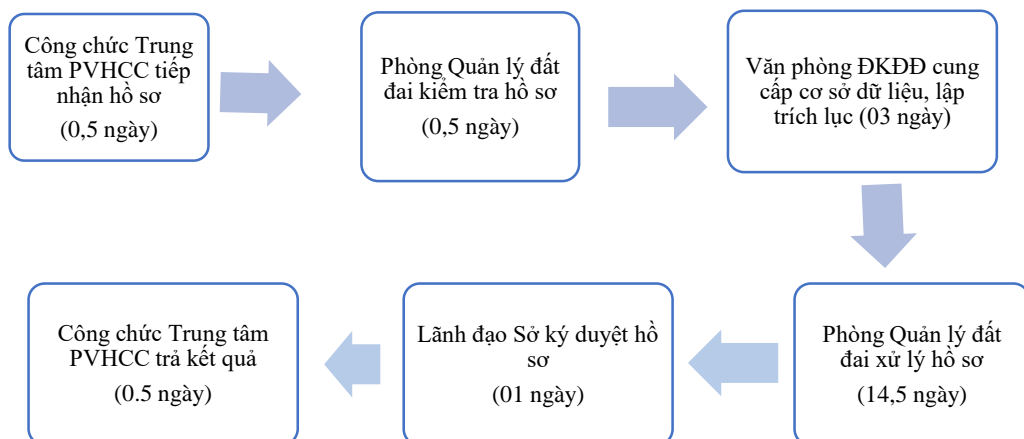 Công chức Trung
tâm PVHCC tiếp
nhận hồ sơ
(0,5 ngày)
Phòng Quản lý đất
đai kiểm tra hồ sơ
(0,5 ngày)
Văn phòng ĐKĐĐ cung
cấp cơ sở dữ liệu, lập
trích lục (03 ngày)
Phòng Quản lý đất
đai xử lý hồ sơ
(14,5 ngày)
Lãnh đạo Sở ký duyệt hồ
sơ
(01 ngày)
Công chức Trung tâm
PVHCC trả kết quả
(0.5 ngày)